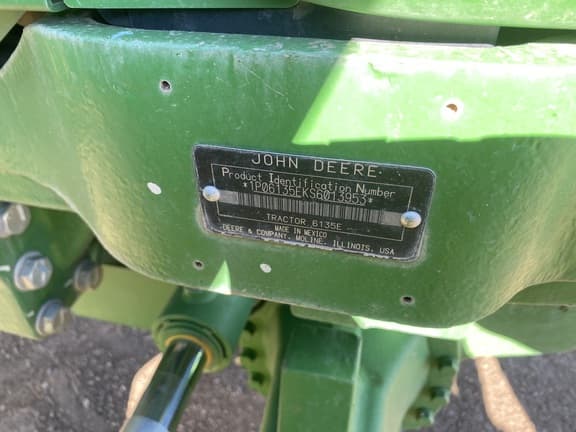 JOHN DEERE
Product Identification Number
*1P06135EKS6013953*
TRACTOR 6135E
MADE IN MEXICO
DEERE & COMPANY, MOLINE, ILLINOIS, USA